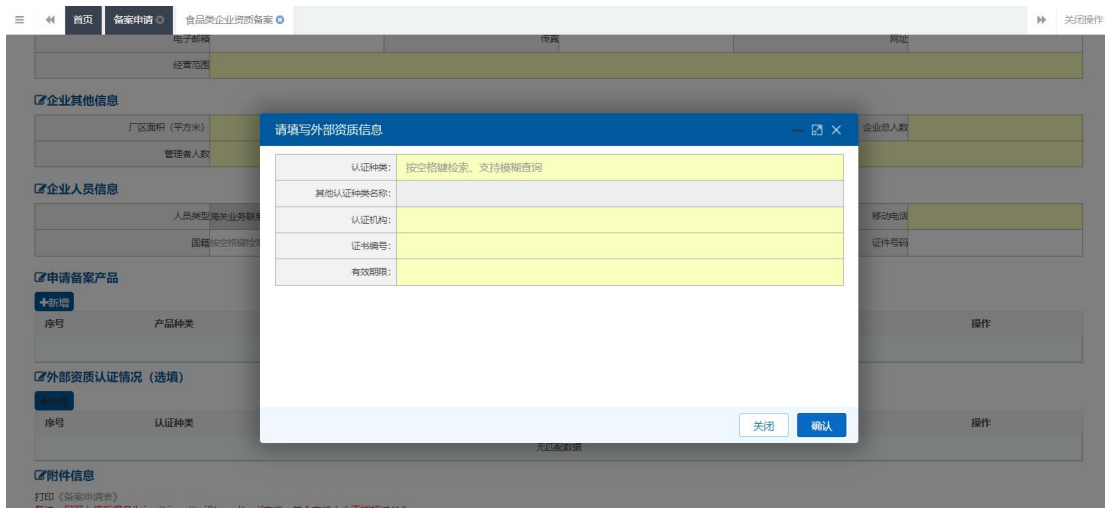 首页 备案申请 食品类企业资质备案 关闭操作
电子邮箱 传真 网址
经营范围
企业其他信息
厂区面积（平方米） 企业总人数
管理者人数
企业人员信息
人员类型 海关业务联系 移动电话
国籍 按空格键检索 证件号码
申请备案产品
+新增
序号 产品种类 操作
外部资质认证情况（选填）
+新增
序号 认证种类 操作
无匹配数据
附件信息
打印《备案申请表》
请填写外部资质信息
认证种类: 按空格键检索、支持模糊查询
其他认证种类名称:
认证机构:
证书编号:
有效期限:
关闭 确认